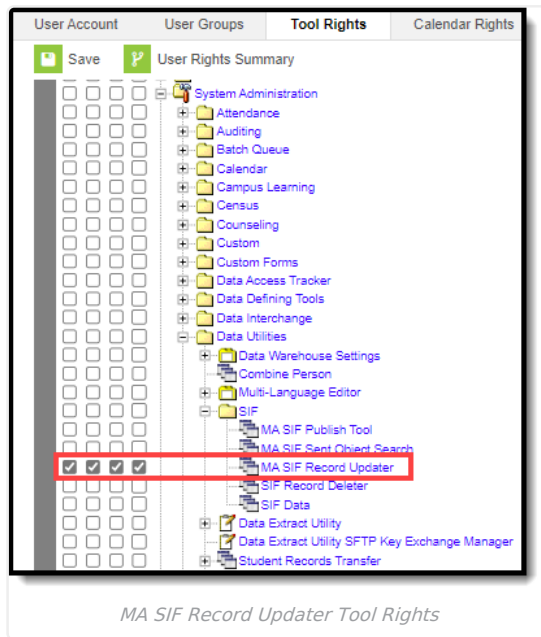 User Account User Groups Tool Rights Calendar Rights
Save User Rights Summary
System Administration
Attendance
Auditing
Batch Queue
Calendar
Campus Learning
Census
Counseling
Custom
Custom Forms
Data Access Tracker
Data Defining Tools
Data Interchange
Data Utilities
Data Warehouse Settings
Combine Person
Multi-Language Editor
SIF
MA SIF Publish Tool
MA SIF Sent Object Search
MA SIF Record Updater
SIF Record Deleter
SIF Data
Data Extract Utility
Data Extract Utility SFTP Key Exchange Manager
Student Records Transfer
MA SIF Record Updater Tool Rights